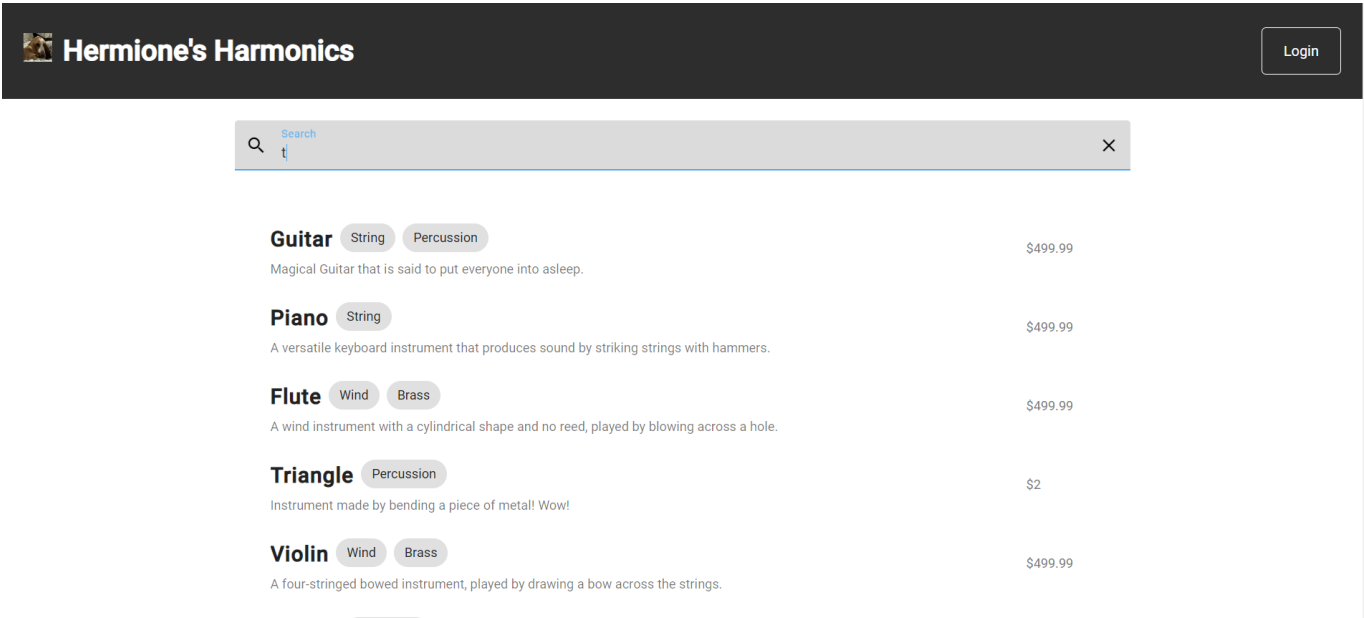 Hermione's Harmonics
Login
Search
t
Guitar String Percussion
$499.99
Magical Guitar that is said to put everyone into asleep.
Piano String
$499.99
A versatile keyboard instrument that produces sound by striking strings with hammers.
Flute Wind Brass
$499.99
A wind instrument with a cylindrical shape and no reed, played by blowing across a hole.
Triangle Percussion
$2
Instrument made by bending a piece of metal! Wow!
Violin Wind Brass
$499.99
A four-stringed bowed instrument, played by drawing a bow across the strings.